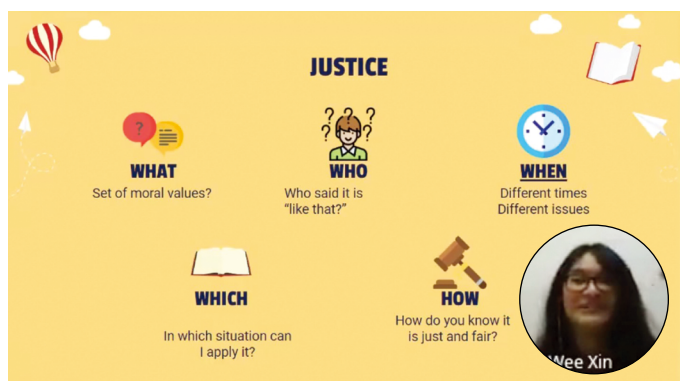 JUSTICE
WHAT
Set of moral values?
WHO
Who said it is
“like that?”
WHEN
Different times
Different issues
WHICH
In which situation can
I apply it?
HOW
How do you know it
is just and fair?
Wee Xin